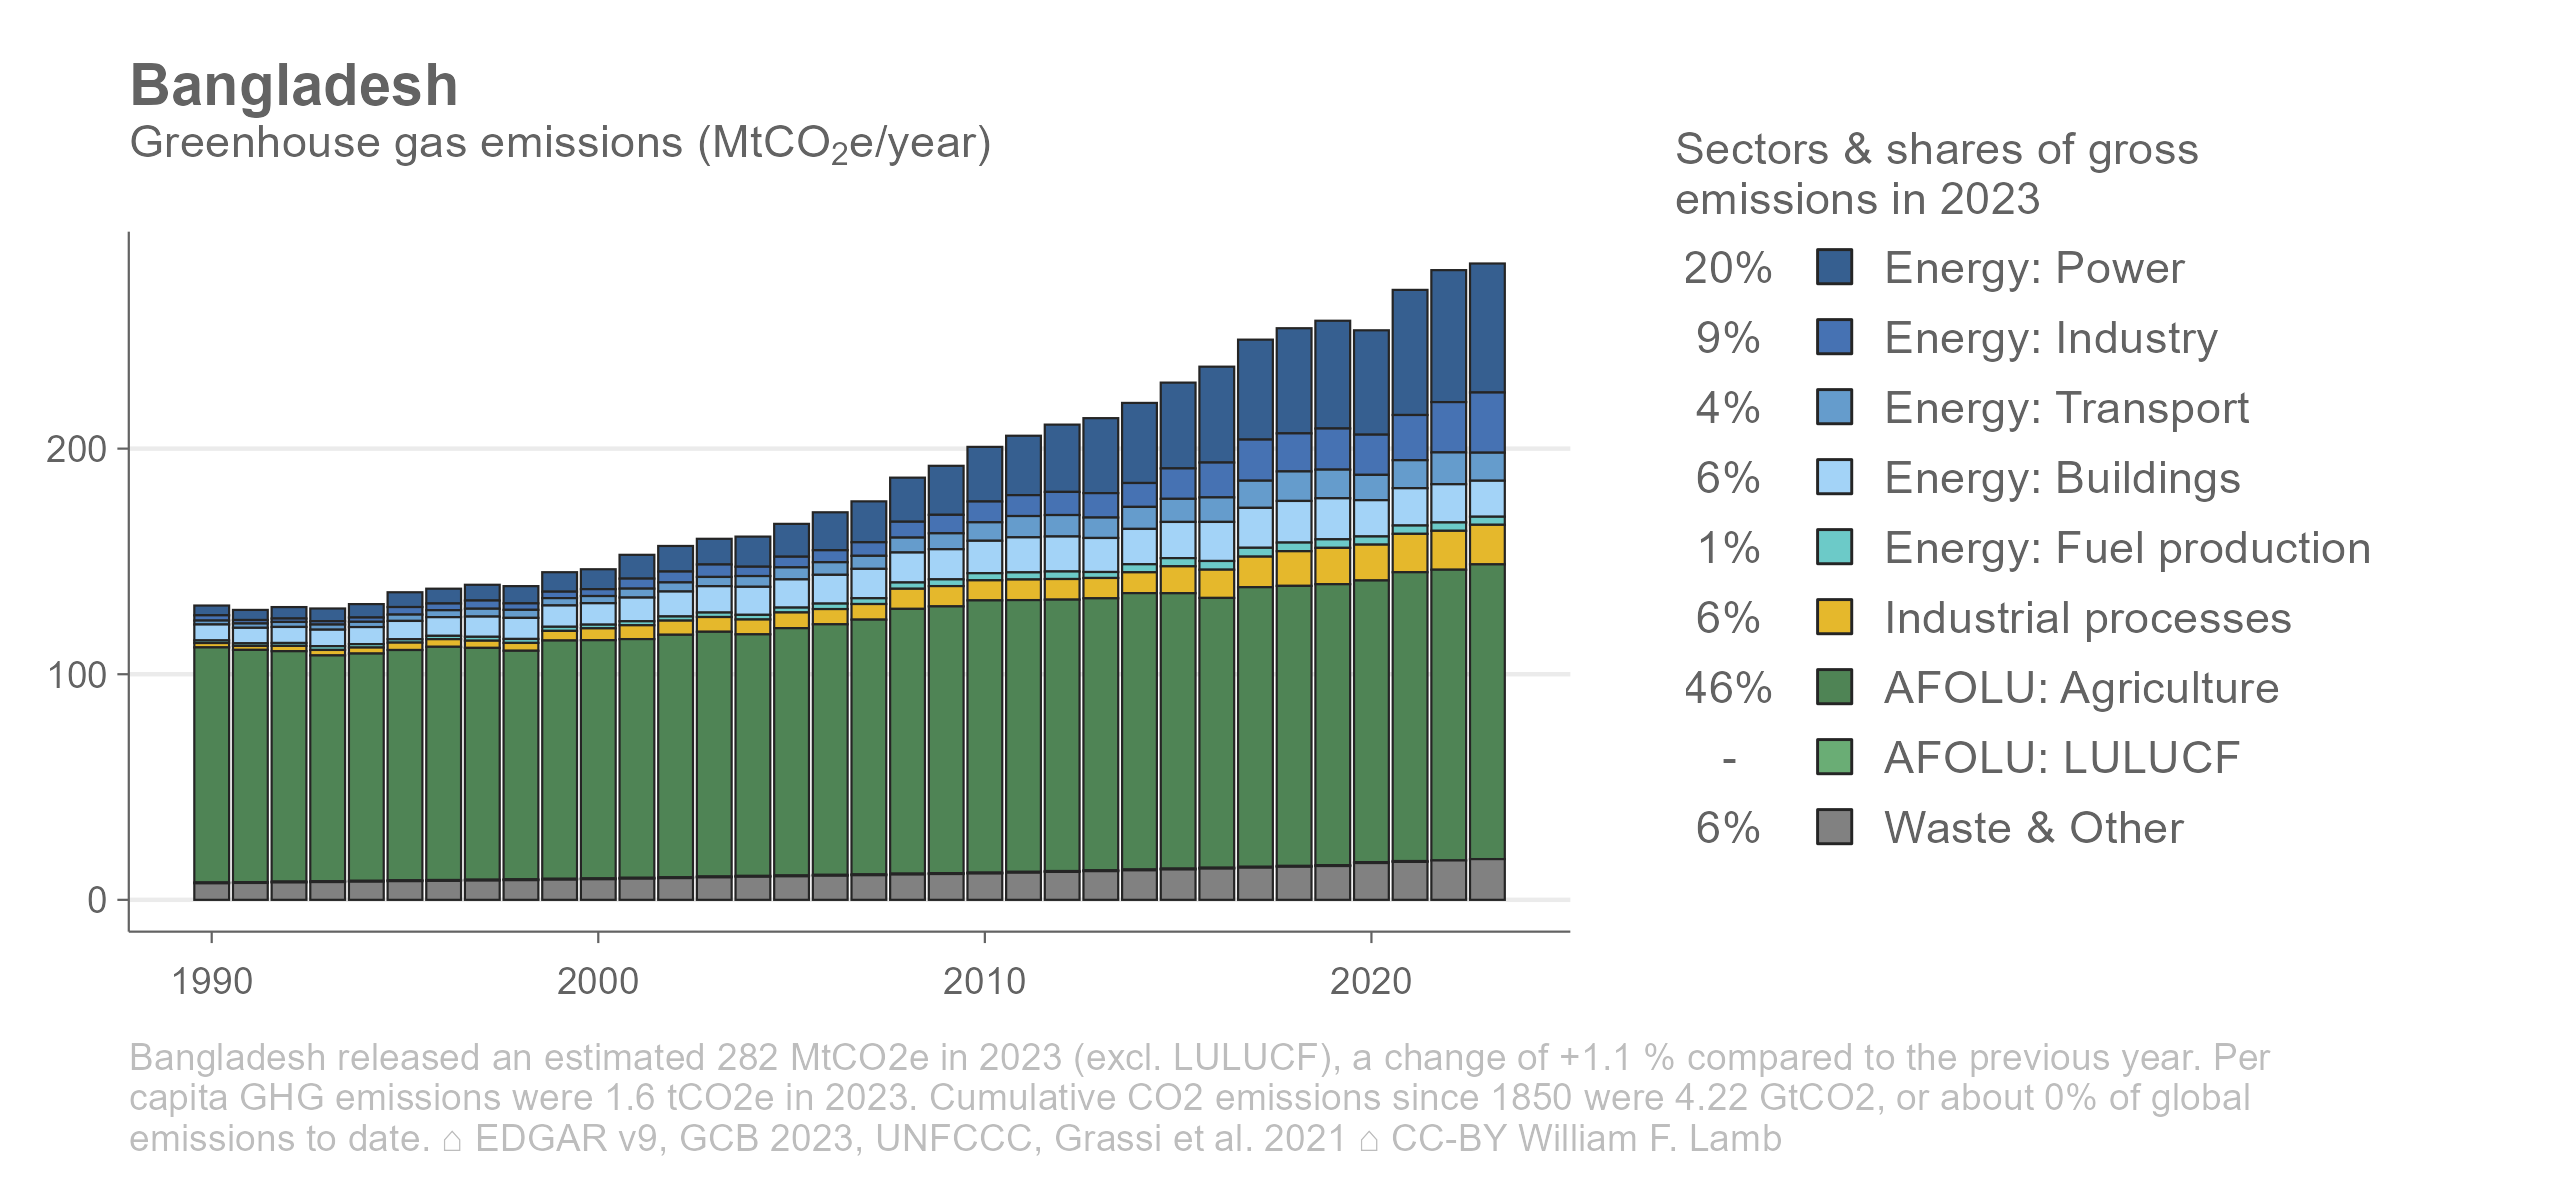 Bangladesh
Greenhouse gas emissions (MtCO₂e/year)
Sectors & shares of gross
emissions in 2023
20% Energy: Power
9% Energy: Industry
4% Energy: Transport
6% Energy: Buildings
1% Energy: Fuel production
6% Industrial processes
46% AFOLU: Agriculture
- AFOLU: LULUCF
6% Waste & Other
200
100
0
1990 2000 2010 2020
Bangladesh released an estimated 282 MtCO2e in 2023 (excl. LULUCF), a change of +1.1 % compared to the previous year. Per
capita GHG emissions were 1.6 tCO2e in 2023. Cumulative CO2 emissions since 1850 were 4.22 GtCO2, or about 0% of global
emissions to date. ⌂ EDGAR v9, GCB 2023, UNFCCC, Grassi et al. 2021 ⌂ CC-BY William F. Lamb